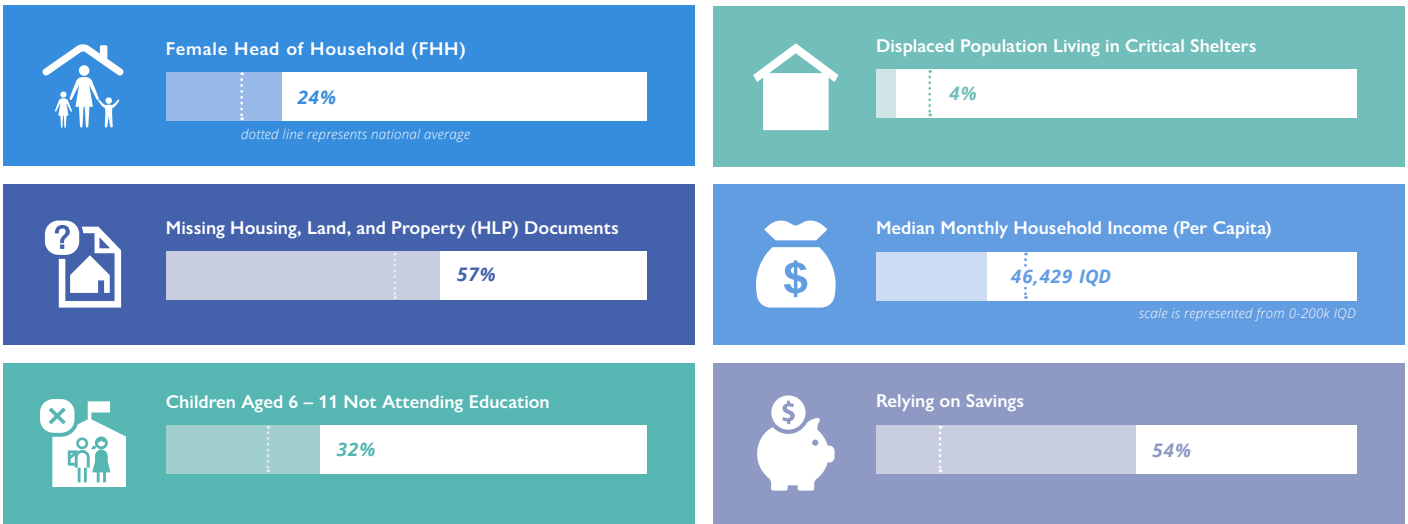 Female Head of Household (FHH)
24%
dotted line represents national average
Displaced Population Living in Critical Shelters
4%
?
Missing Housing, Land, and Property (HLP) Documents
57%
$
Median Monthly Household Income (Per Capita)
46,429 IQD
scale is represented from 0-200k IQD
Children Aged 6 – 11 Not Attending Education
32%
$
Relying on Savings
54%